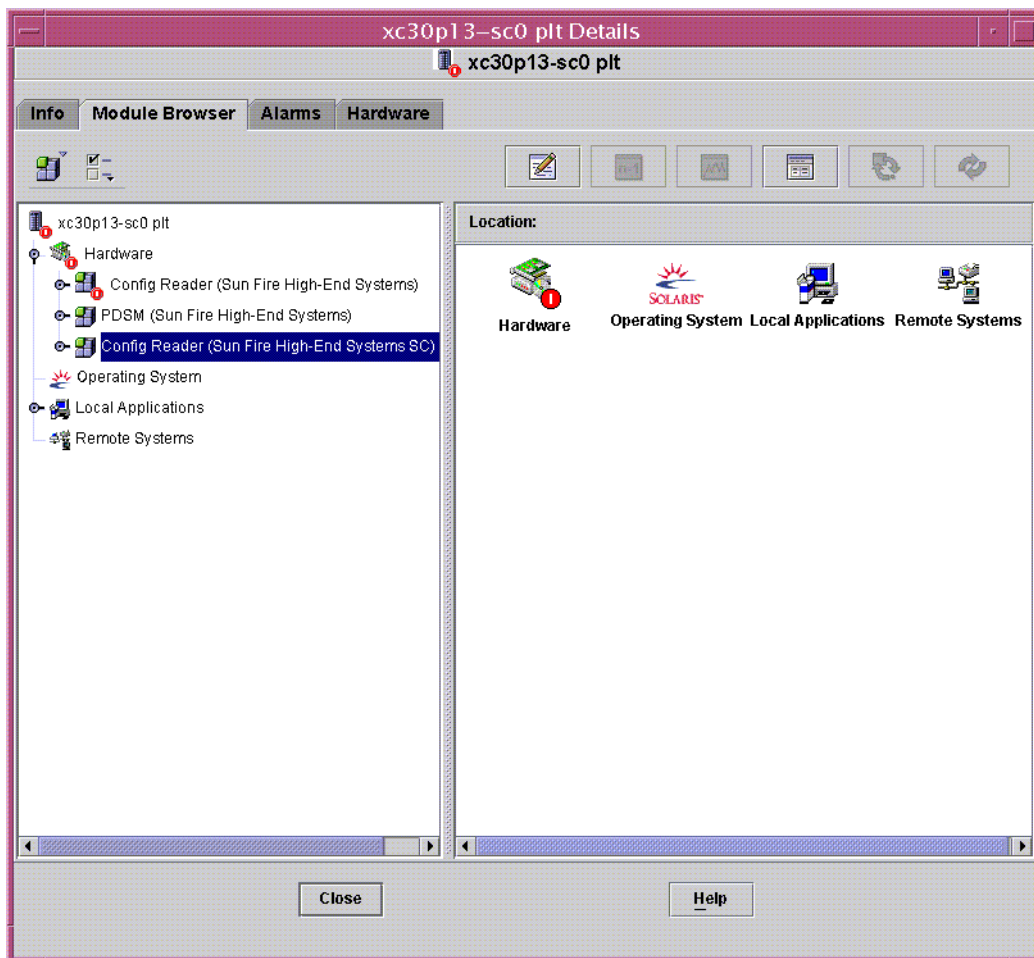 xc30p13–sc0 plt Details
xc30p13-sc0 plt
Info Module Browser Alarms Hardware
xc30p13-sc0 plt
Hardware
Config Reader (Sun Fire High-End Systems)
PDSM (Sun Fire High-End Systems)
Config Reader (Sun Fire High-End Systems SC)
Operating System
Local Applications
Remote Systems
Location:
SOLARIS
Hardware Operating System Local Applications Remote Systems
Close Help